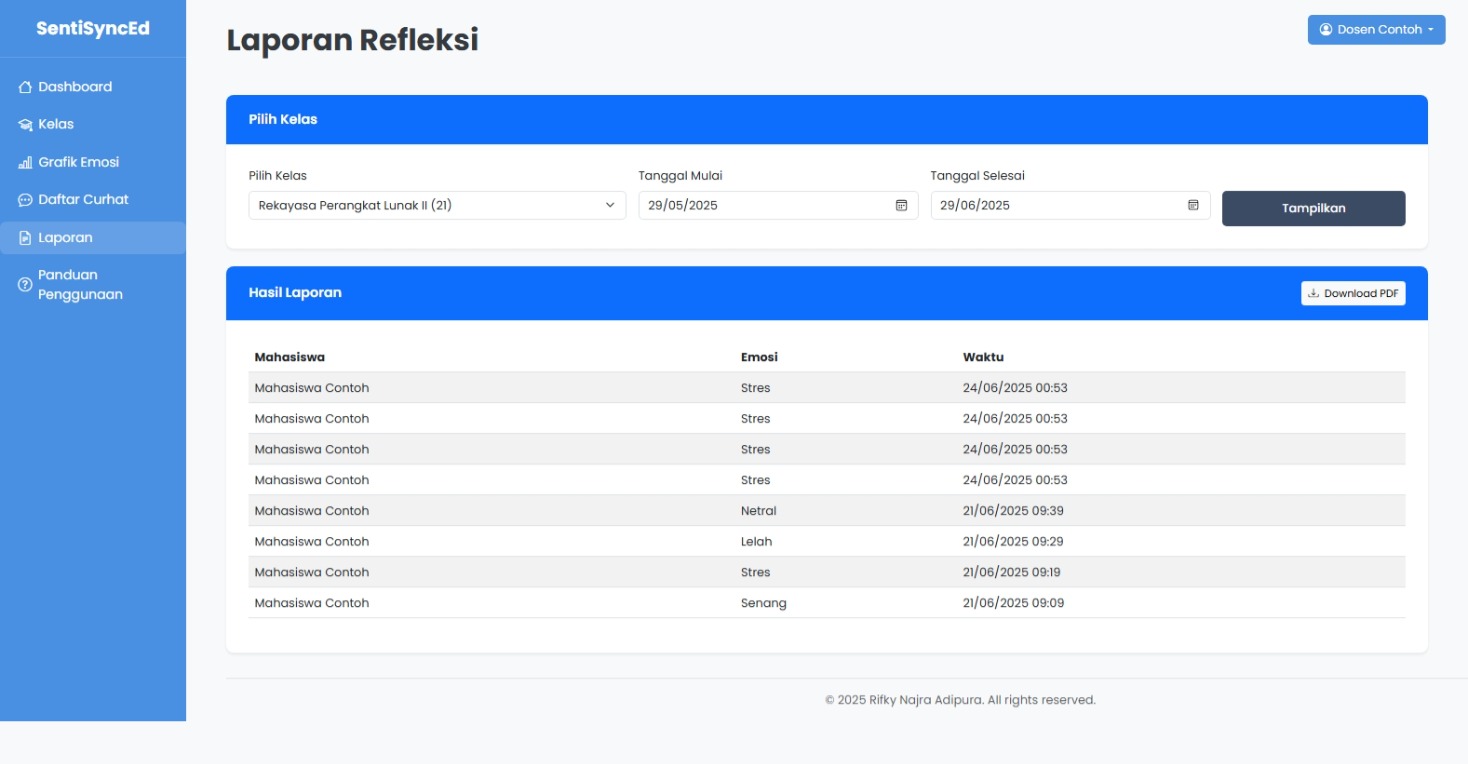 SentiSyncEd
Dashboard
Kelas
Grafik Emosi
Daftar Curhat
Laporan
Panduan
Penggunaan
Laporan Refleksi
Dosen Contoh
Pilih Kelas
Pilih Kelas
Tanggal Mulai
Tanggal Selesai
Rekayasa Perangkat Lunak II (21)
29/05/2025
29/06/2025
Tampilkan
Hasil Laporan
Download PDF
Mahasiswa Emosi Waktu
Mahasiswa Contoh Stres 24/06/2025 00:53
Mahasiswa Contoh Stres 24/06/2025 00:53
Mahasiswa Contoh Stres 24/06/2025 00:53
Mahasiswa Contoh Stres 24/06/2025 00:53
Mahasiswa Contoh Netral 21/06/2025 09:39
Mahasiswa Contoh Lelah 21/06/2025 09:29
Mahasiswa Contoh Stres 21/06/2025 09:19
Mahasiswa Contoh Senang 21/06/2025 09:09
© 2025 Rifky Najra Adipura. All rights reserved.